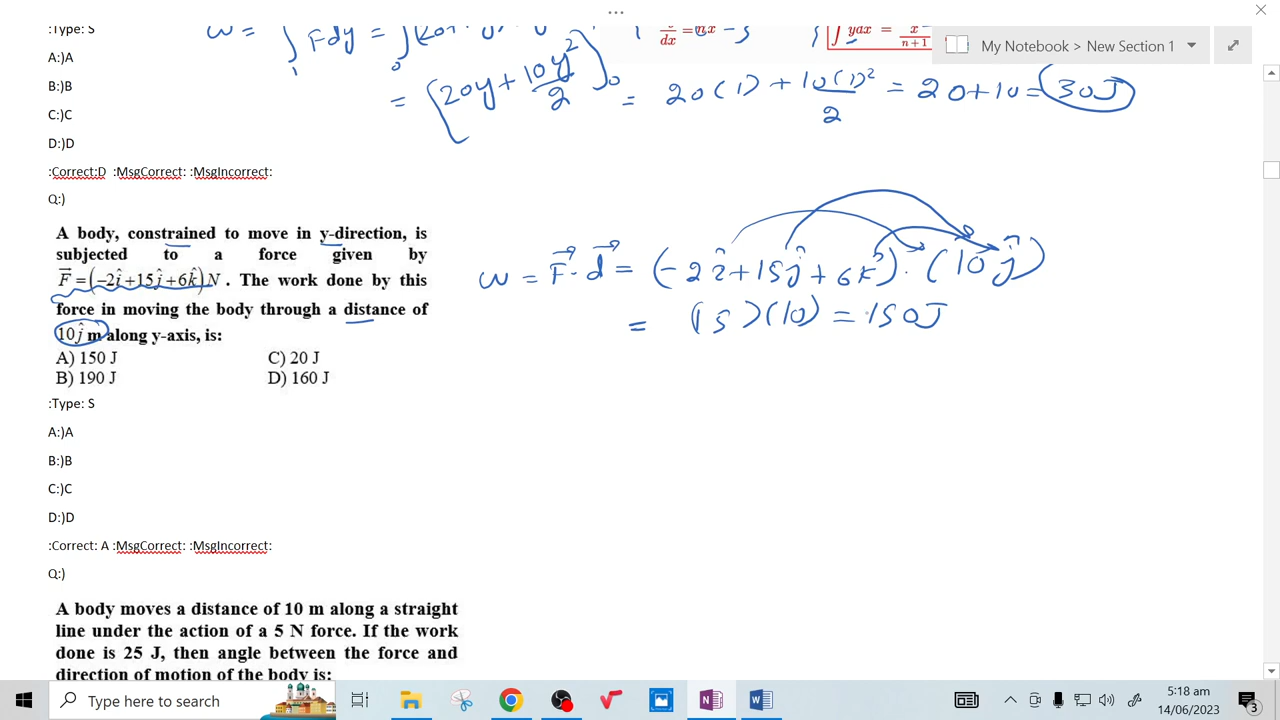 :Type: S
My Notebook > New Section 1
A:)A
B:)B
= [20y + 10y²/2]₀ = 20(1) + 10(1)²/2 = 20+10 = 30J
C:)C
D:)D
:Correct:D :MsgCorrect: :MsgIncorrect:
Q:)
A body, constrained to move in y-direction, is
subjected to a force given by
F⃗ = (−2î+15ĵ+6k̂) N . The work done by this
force in moving the body through a distance of
10ĵ m along y-axis, is:
A) 150 J C) 20 J
B) 190 J D) 160 J
W = F⃗ · d⃗ = (-2î+15ĵ+6k̂) · (10ĵ)
= (15)(10) = 150J
:Type: S
A:)A
B:)B
C:)C
D:)D
:Correct: A :MsgCorrect: :MsgIncorrect:
Q:)
A body moves a distance of 10 m along a straight
line under the action of a 5 N force. If the work
done is 25 J, then angle between the force and
direction of motion of the body is:
Type here to search
5:18 am
14/06/2023
3